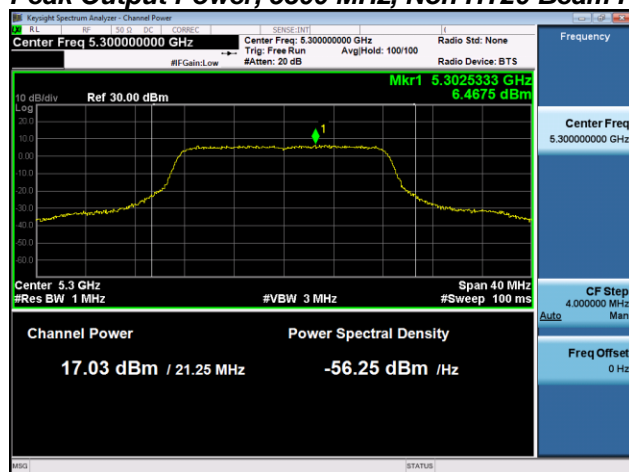 Peak Output Power, 5300 MHz, Non HT20 Beam F
Keysight Spectrum Analyzer - Channel Power
RL RF 50 Ω DC CORREC SENSE:INT
Center Freq 5.300000000 GHz
Center Freq: 5.300000000 GHz Radio Std: None
Trig: Free Run Avg|Hold: 100/100
#IFGain:Low #Atten: 20 dB Radio Device: BTS
Frequency
Mkr1 5.3025333 GHz
6.4675 dBm
10 dB/div Ref 30.00 dBm
Log
20.0
10.0
0.00
-10.0
-20.0
-30.0
-40.0
-50.0
-60.0
1
Center Freq
5.300000000 GHz
Center 5.3 GHz Span 40 MHz
#Res BW 1 MHz #VBW 3 MHz #Sweep 100 ms
CF Step
4.000000 MHz
Auto Man
Channel Power Power Spectral Density
17.03 dBm / 21.25 MHz -56.25 dBm /Hz
Freq Offset
0 Hz
MSG STATUS